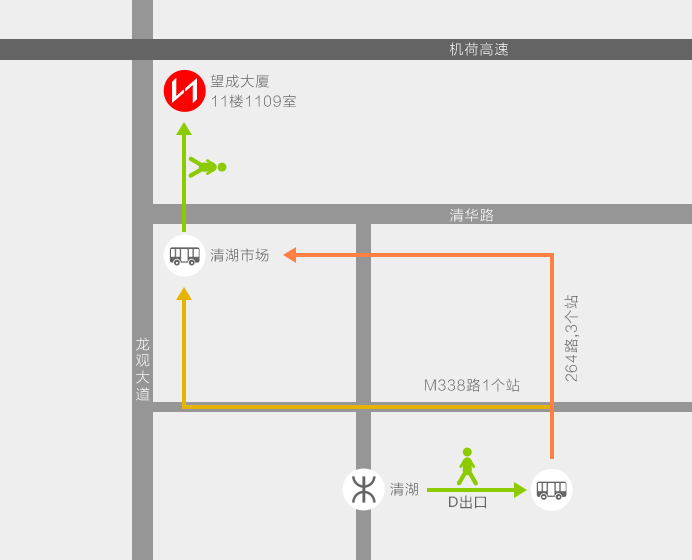 机荷高速
望成大厦
11楼1109室
清华路
清湖市场
264路,3个站
龙观大道
M338路1个站
清湖
D出口